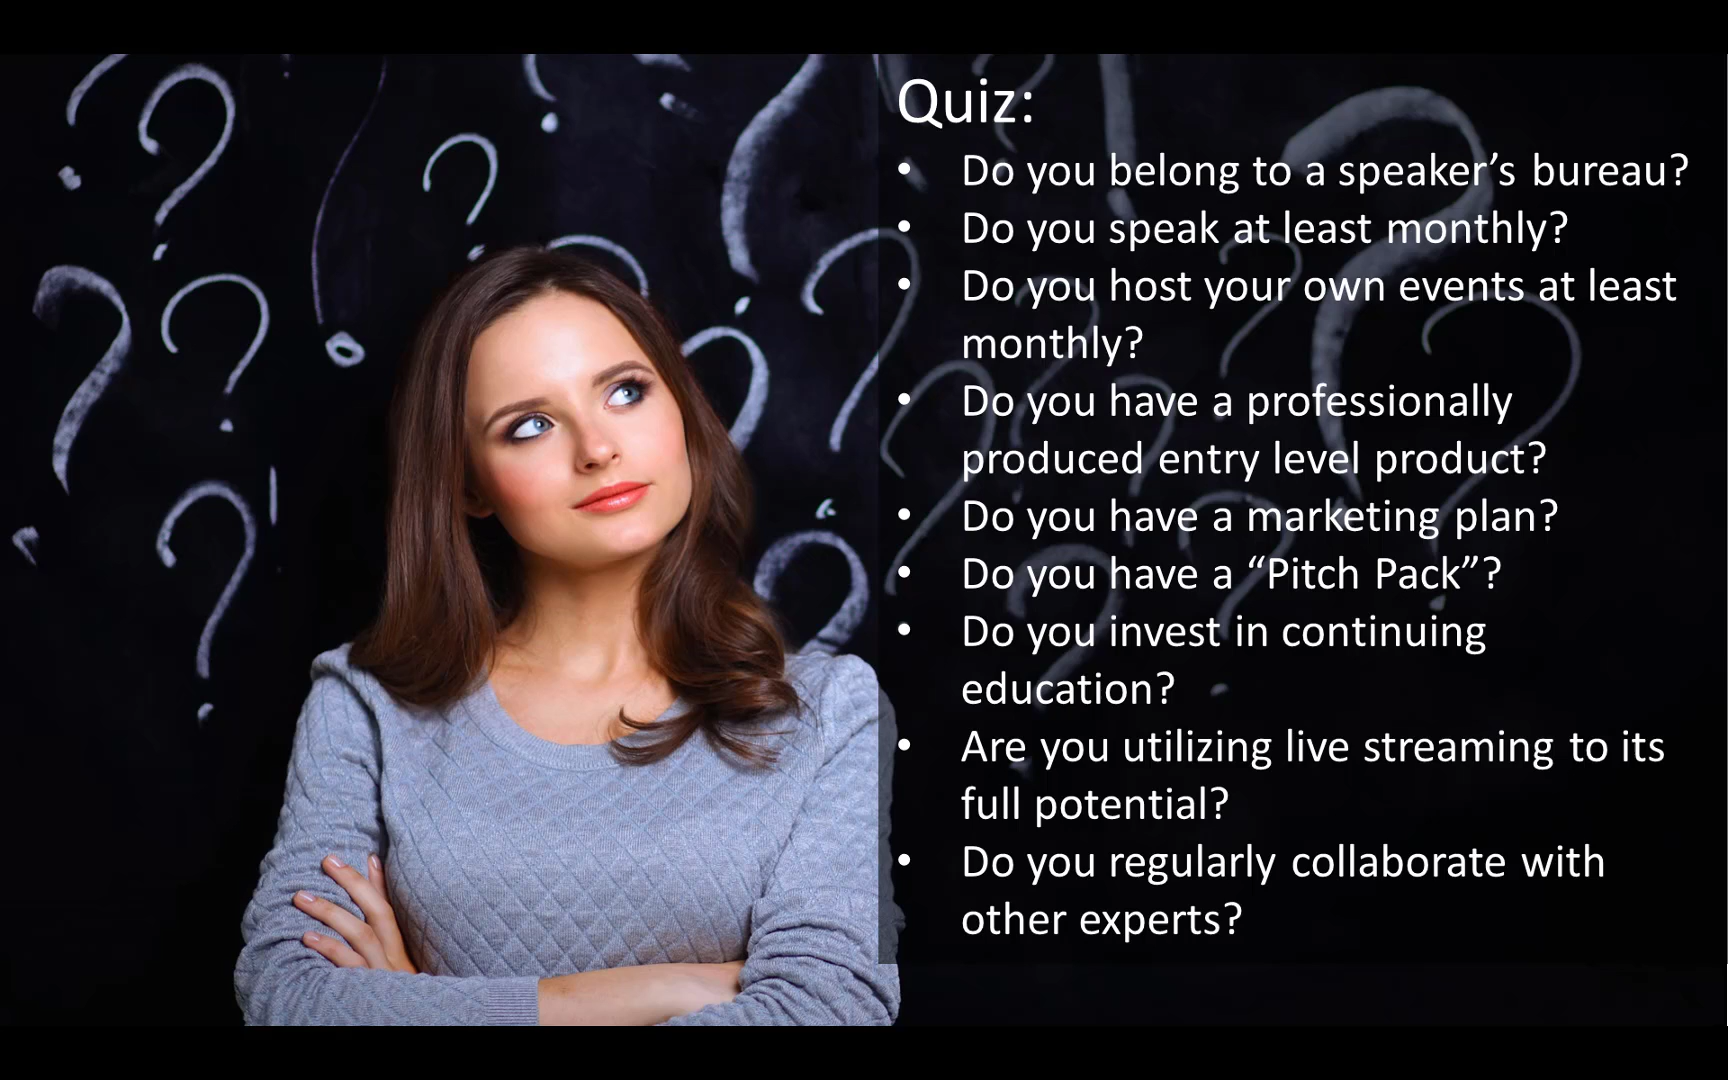 Quiz:
• Do you belong to a speaker’s bureau?
• Do you speak at least monthly?
• Do you host your own events at least
monthly?
• Do you have a professionally
produced entry level product?
• Do you have a marketing plan?
• Do you have a “Pitch Pack”?
• Do you invest in continuing
education?
• Are you utilizing live streaming to its
full potential?
• Do you regularly collaborate with
other experts?